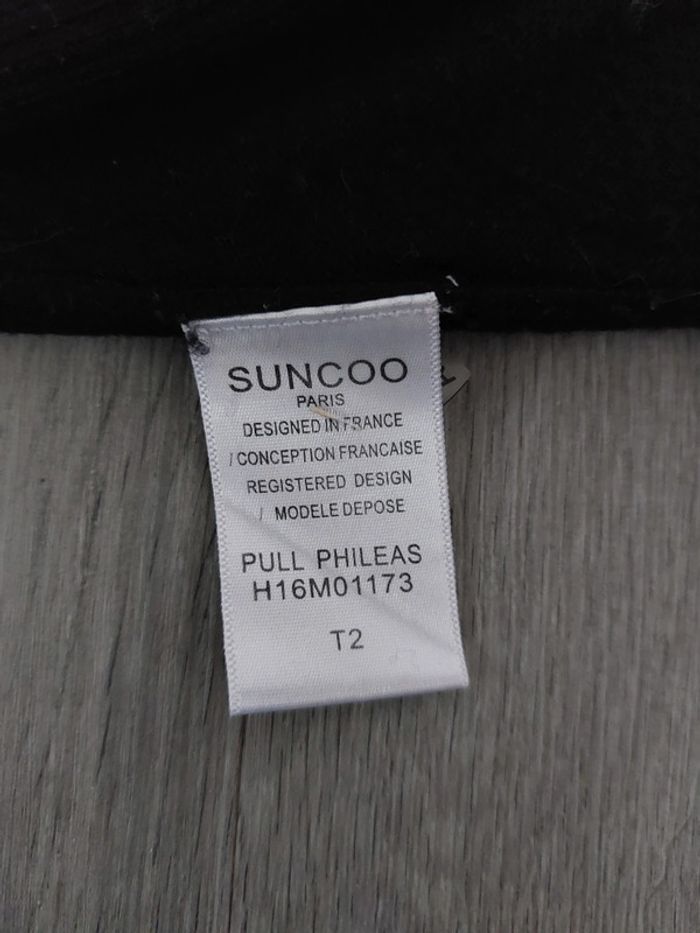 SUNCOO
PARIS
DESIGNED IN FRANCE
/ CONCEPTION FRANCAISE
REGISTERED DESIGN
/ MODELE DEPOSE
PULL PHILEAS
H16M01173
T2